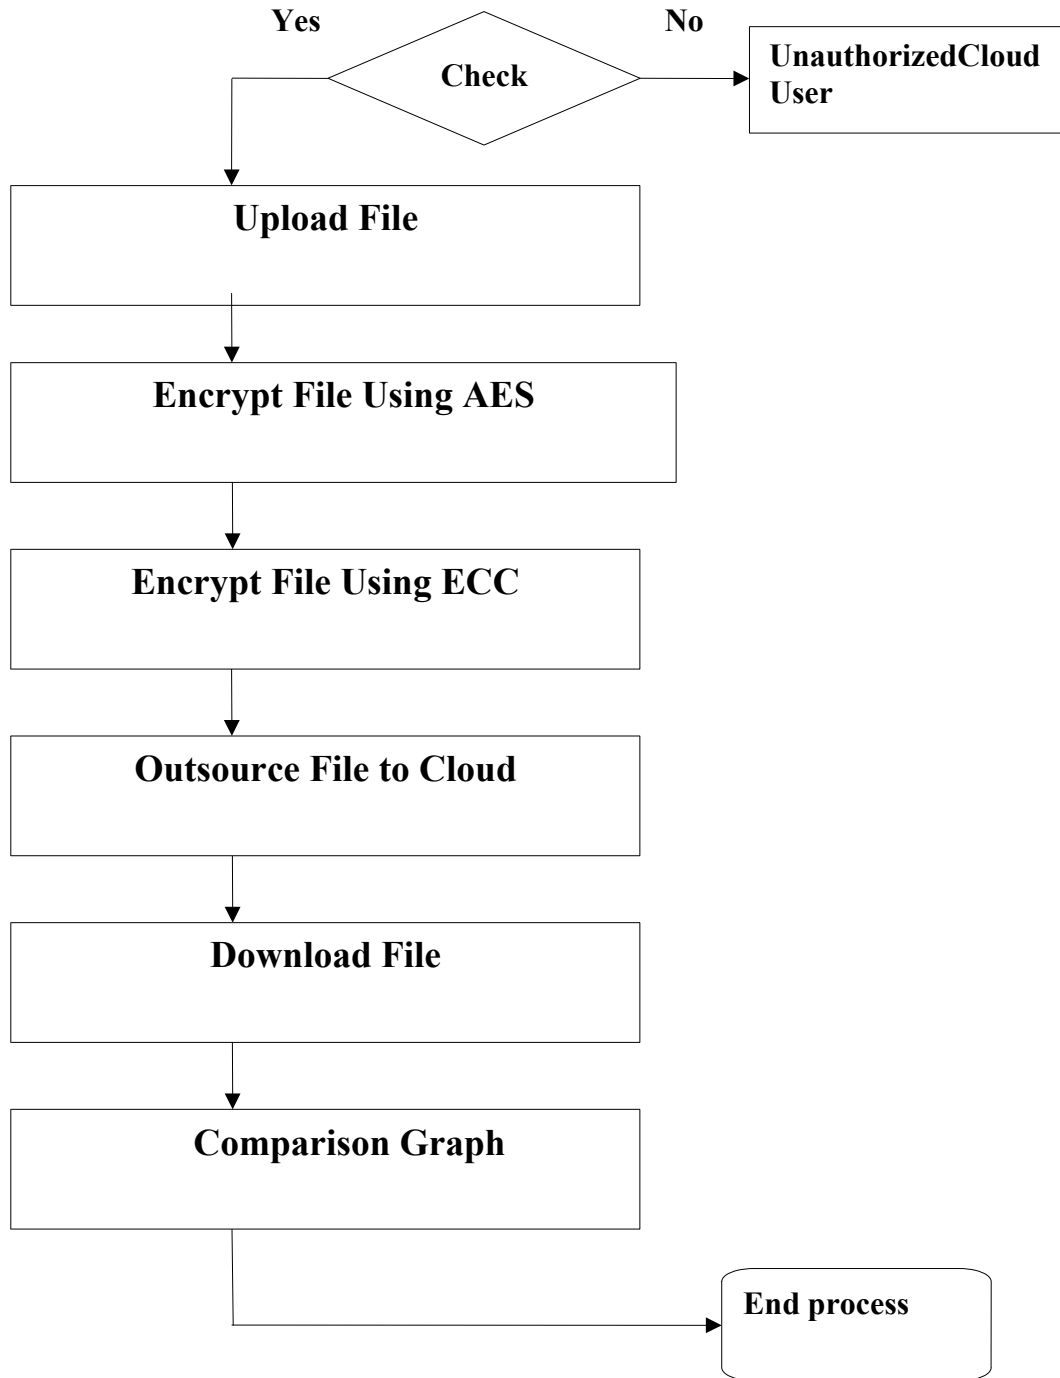 Yes
No
Check
UnauthorizedCloud
User
Upload File
Encrypt File Using AES
Encrypt File Using ECC
Outsource File to Cloud
Download File
Comparison Graph
End process